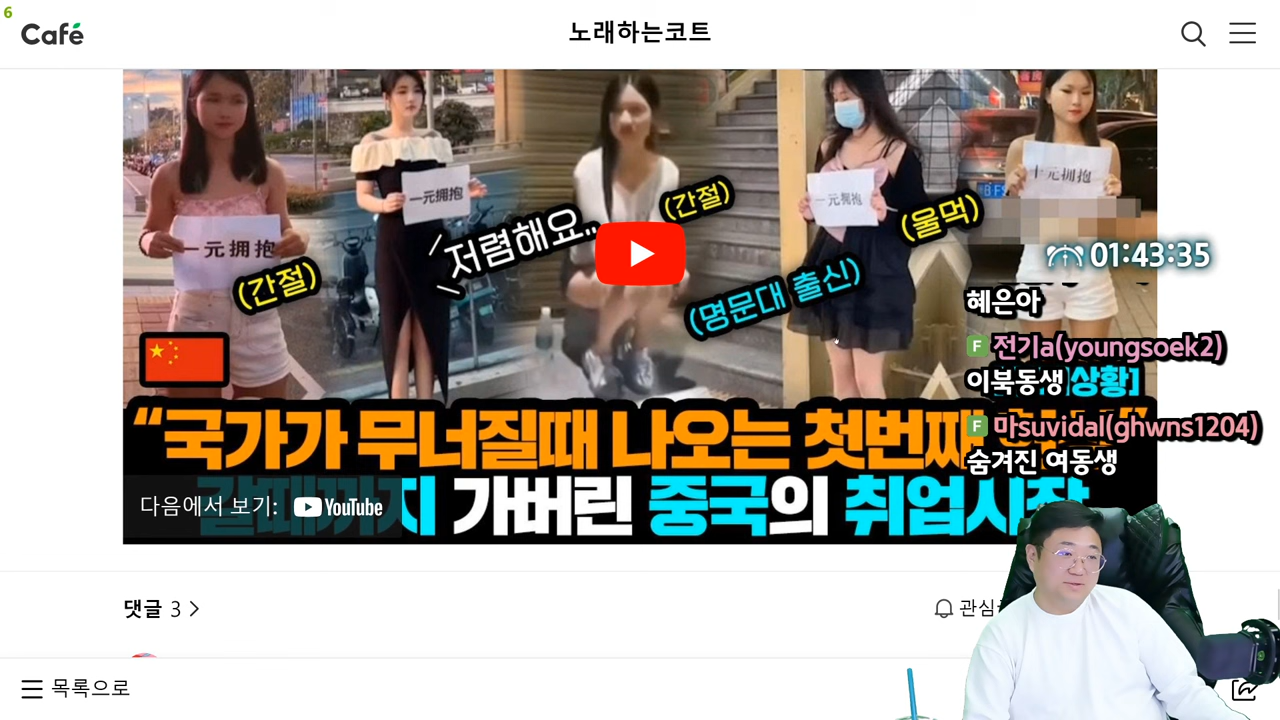 6
Café
노래하는코트
一元拥抱
一元拥抱
一元拥抱
一元拥抱
(간절)
저렴해요..
(간절)
(명문대 출신)
(울먹)
01:43:35
혜은아
F 전기a(youngsoek2)
이북동생
상황]
F 마suvidal(ghwns1204)
숨겨진 여동생
“국가가 무너질때 나오는 첫번째
갈때까지 가버린 중국의 취업시장
다음에서 보기: YouTube
댓글 3
관심
목록으로